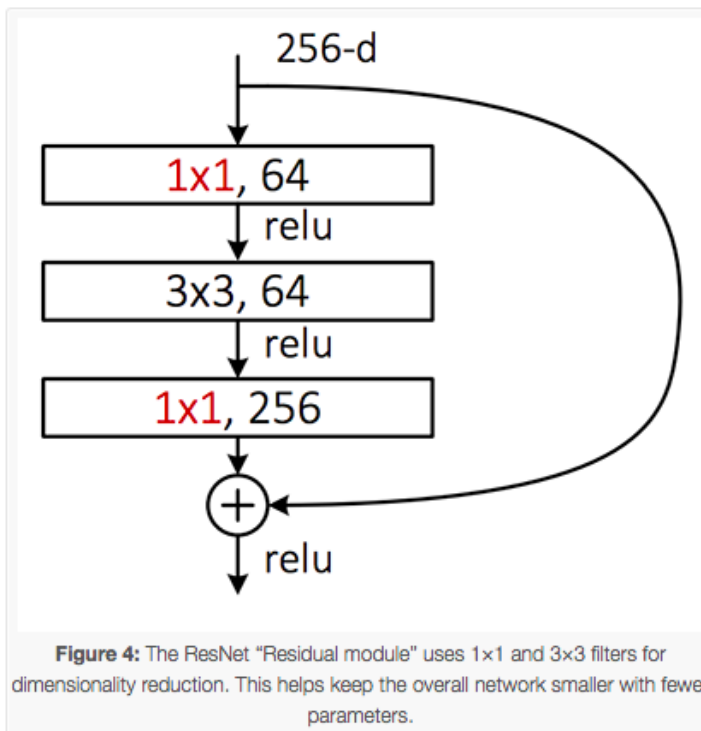 256-d
1x1, 64
relu
3x3, 64
relu
1x1, 256
+
relu
Figure 4: The ResNet “Residual module" uses 1×1 and 3×3 filters for
dimensionality reduction. This helps keep the overall network smaller with fewe
parameters.